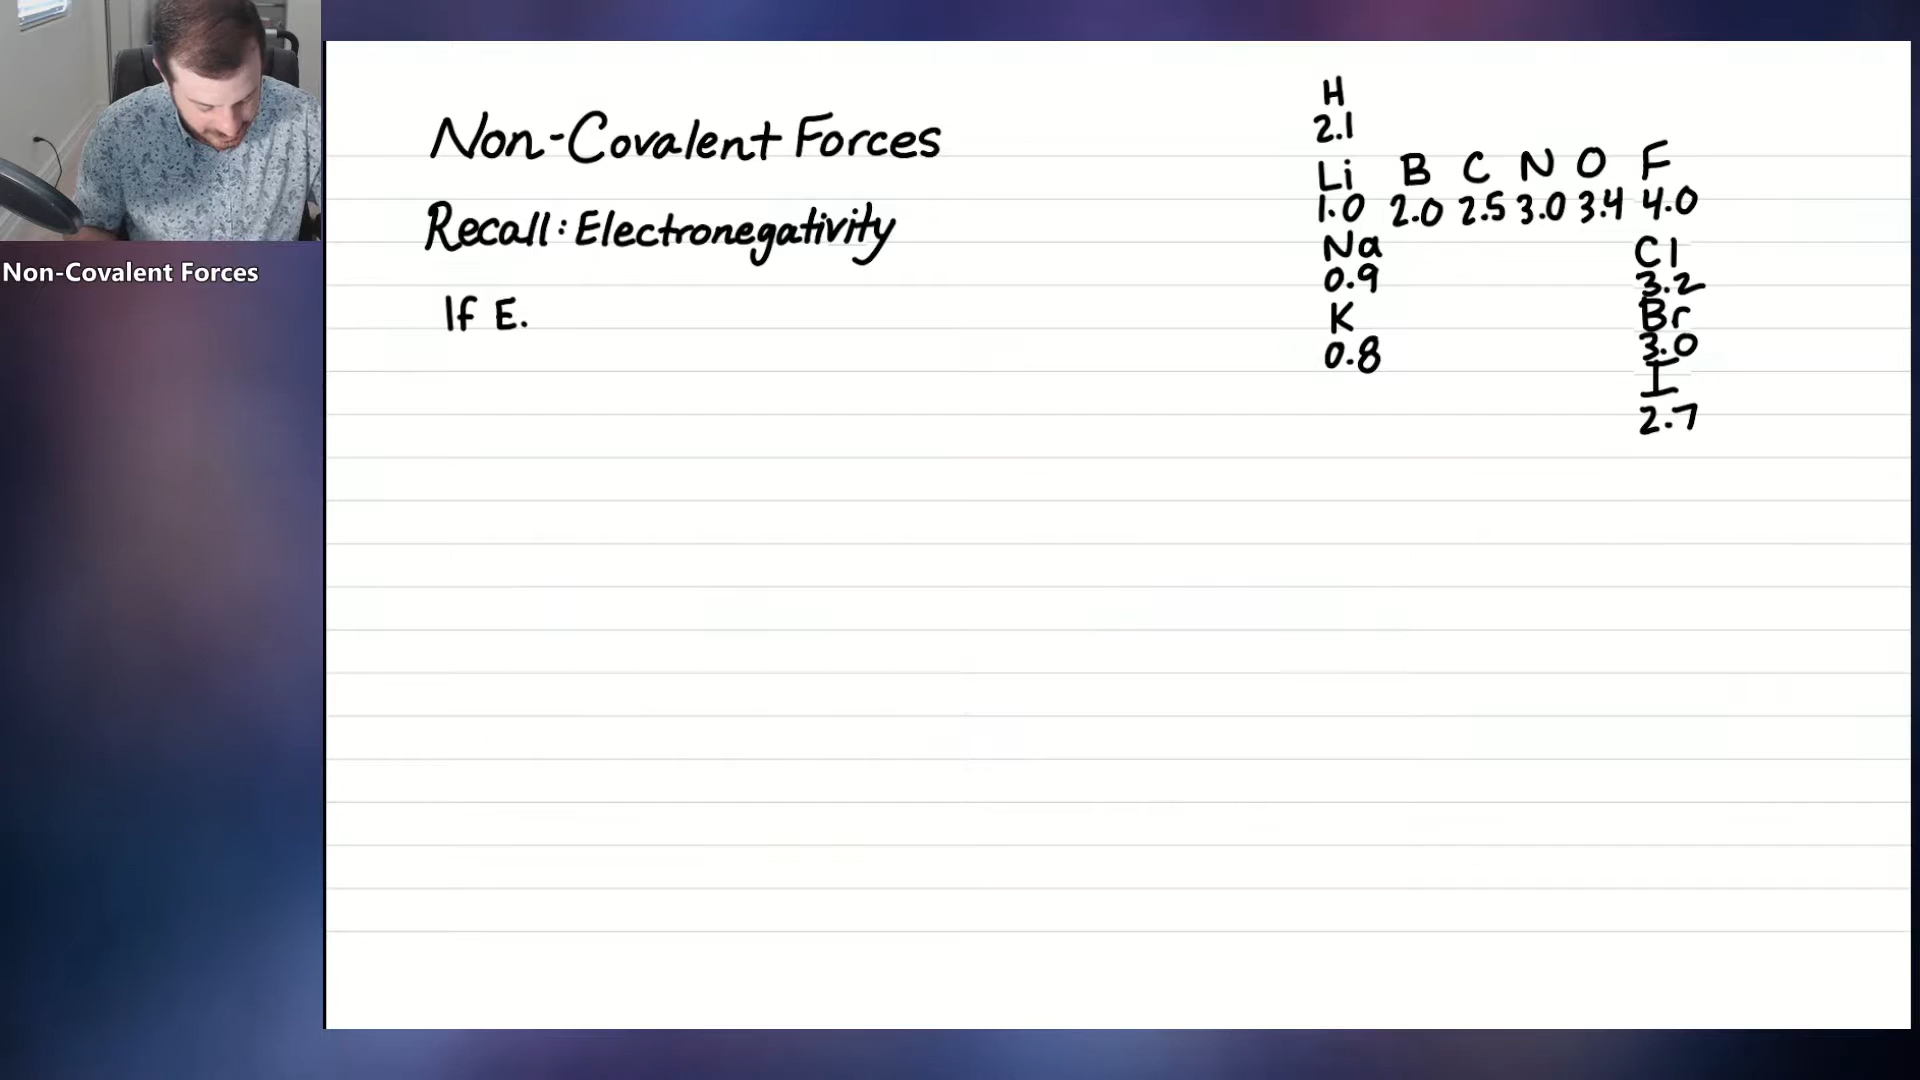 Non-Covalent Forces
Non-Covalent Forces
Recall: Electronegativity
If E.
H
2.1
Li B C N O F
1.0 2.0 2.5 3.0 3.4 4.0
Na Cl
0.9 3.2
K Br
0.8 3.0
I
2.7